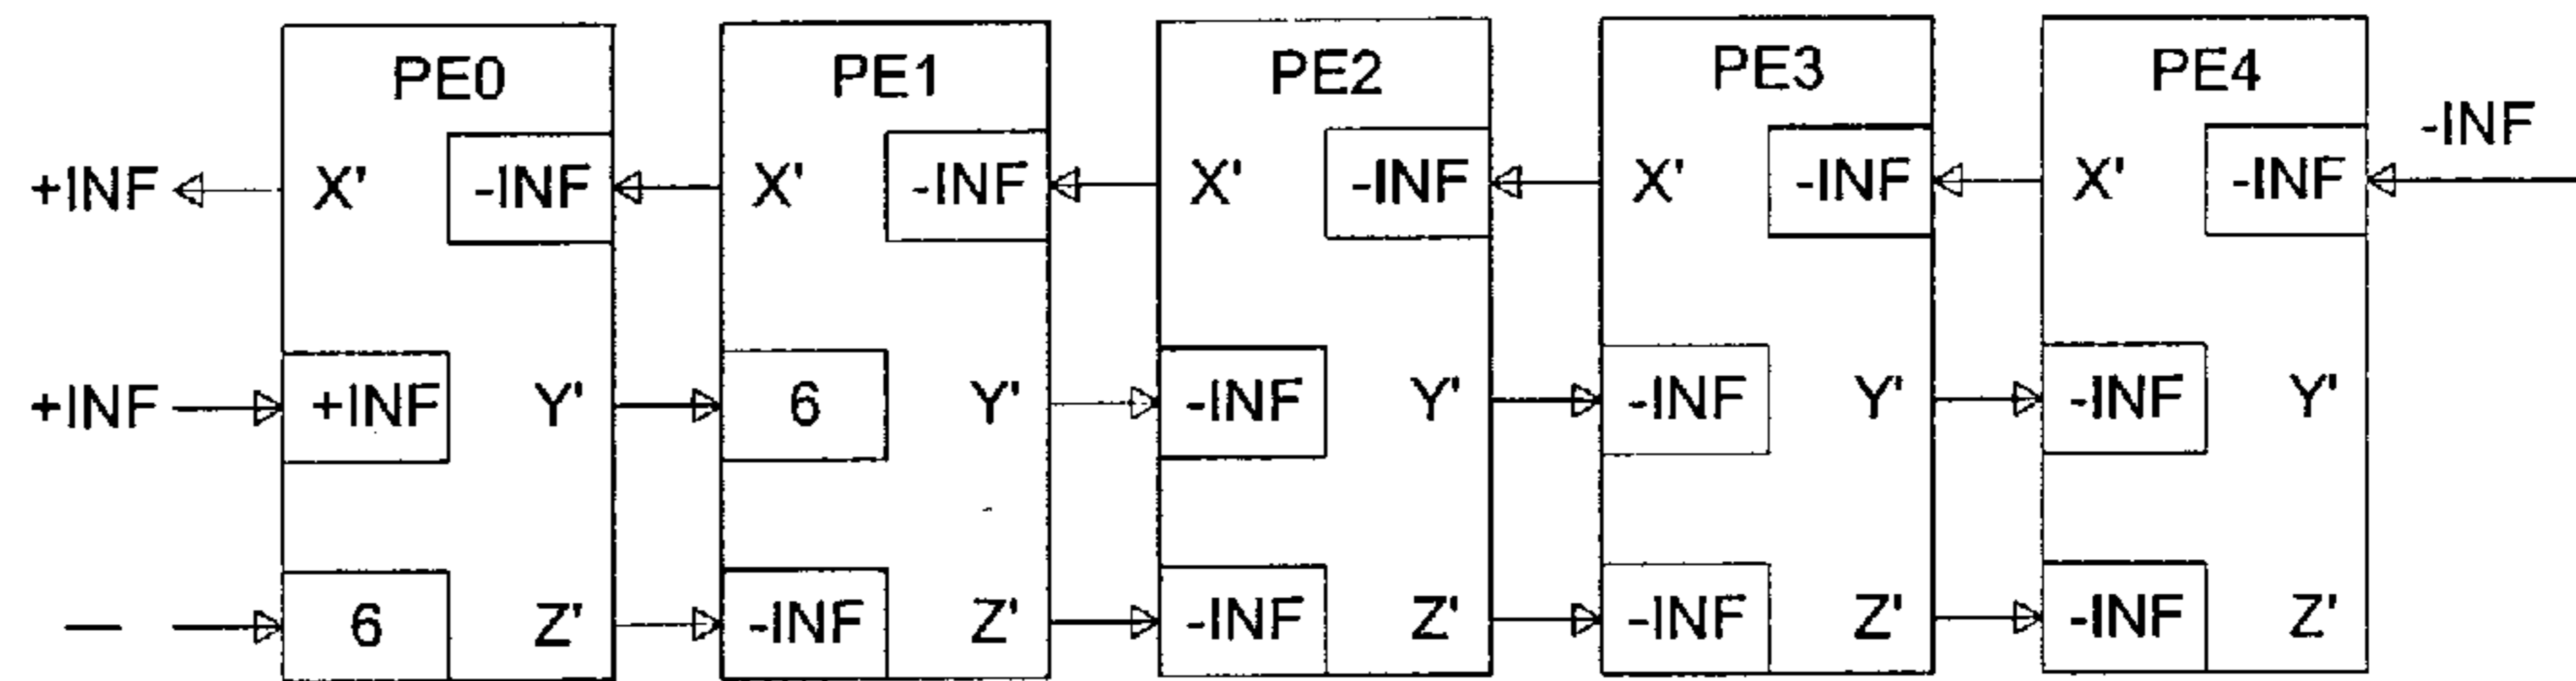 PE0 PE1 PE2 PE3 PE4
-INF
+INF X' -INF X' -INF X' -INF X' -INF X' -INF
+INF +INF Y' 6 Y' -INF Y' -INF Y' -INF Y'
— 6 Z' -INF Z' -INF Z' -INF Z' -INF Z'